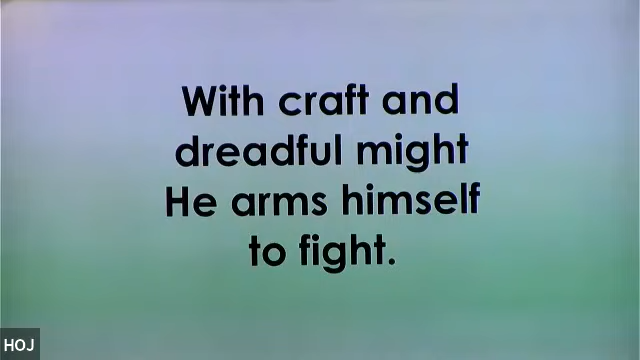 With craft and
dreadful might
He arms himself
to fight.
HOJ